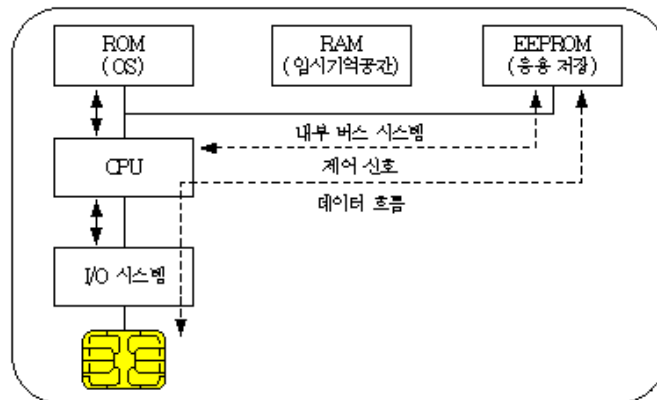 ROM
(OS)
RAM
(임시기억공간)
EEPROM
(응용 저장)
내부 버스 시스템
CPU
제어 신호
데이터 흐름
I/O 시스템